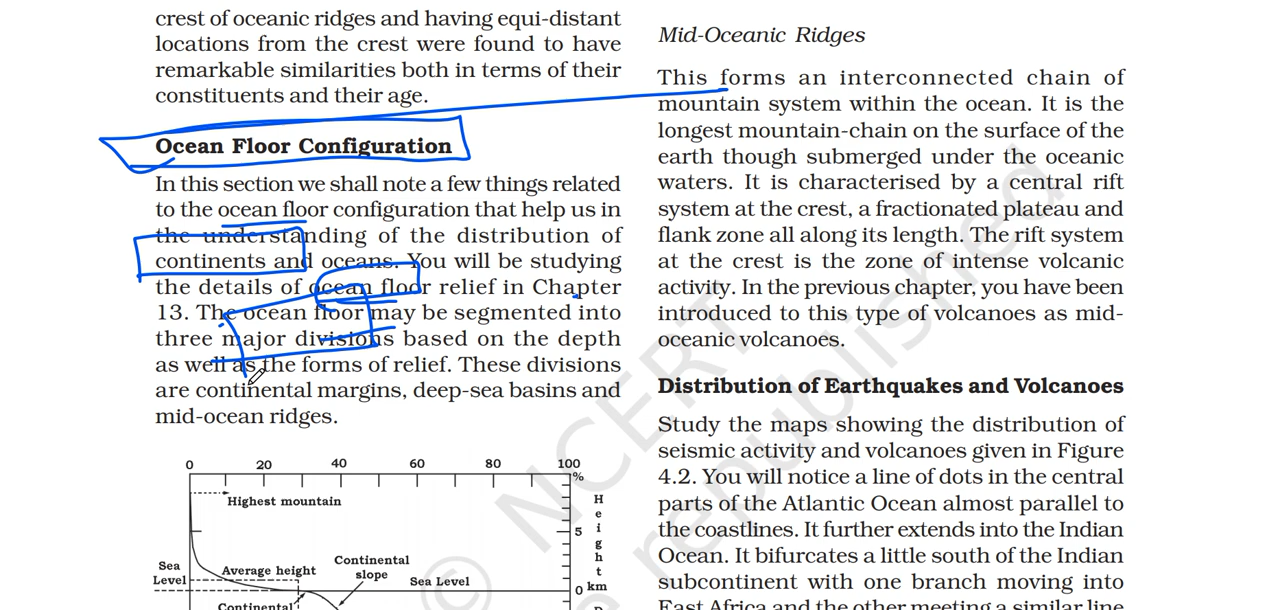 crest of oceanic ridges and having equi-distant
locations from the crest were found to have
remarkable similarities both in terms of their
constituents and their age.
Ocean Floor Configuration
In this section we shall note a few things related
to the ocean floor configuration that help us in
the understanding of the distribution of
continents and oceans. You will be studying
the details of ocean floor relief in Chapter
13. The ocean floor may be segmented into
three major divisions based on the depth
as well as the forms of relief. These divisions
are continental margins, deep-sea basins and
mid-ocean ridges.
0 20 40 60 80 100
%
Highest mountain
Height
5
Continental
slope
Sea
Level
Average height
Sea Level
0 km
Continental
D
Mid-Oceanic Ridges
This forms an interconnected chain of
mountain system within the ocean. It is the
longest mountain-chain on the surface of the
earth though submerged under the oceanic
waters. It is characterised by a central rift
system at the crest, a fractionated plateau and
flank zone all along its length. The rift system
at the crest is the zone of intense volcanic
activity. In the previous chapter, you have been
introduced to this type of volcanoes as mid-
oceanic volcanoes.
Distribution of Earthquakes and Volcanoes
Study the maps showing the distribution of
seismic activity and volcanoes given in Figure
4.2. You will notice a line of dots in the central
parts of the Atlantic Ocean almost parallel to
the coastlines. It further extends into the Indian
Ocean. It bifurcates a little south of the Indian
subcontinent with one branch moving into
East Africa and the other meeting a similar line
© NCERT
republished